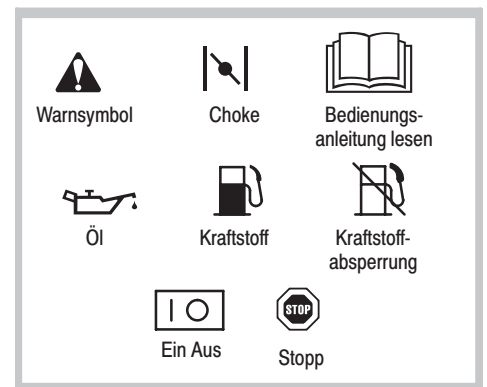 Warnsymbol
Choke
Bedienungs-
anleitung lesen
Öl
Kraftstoff
Kraftstoff-
absperrung
STOP
Ein Aus
Stopp